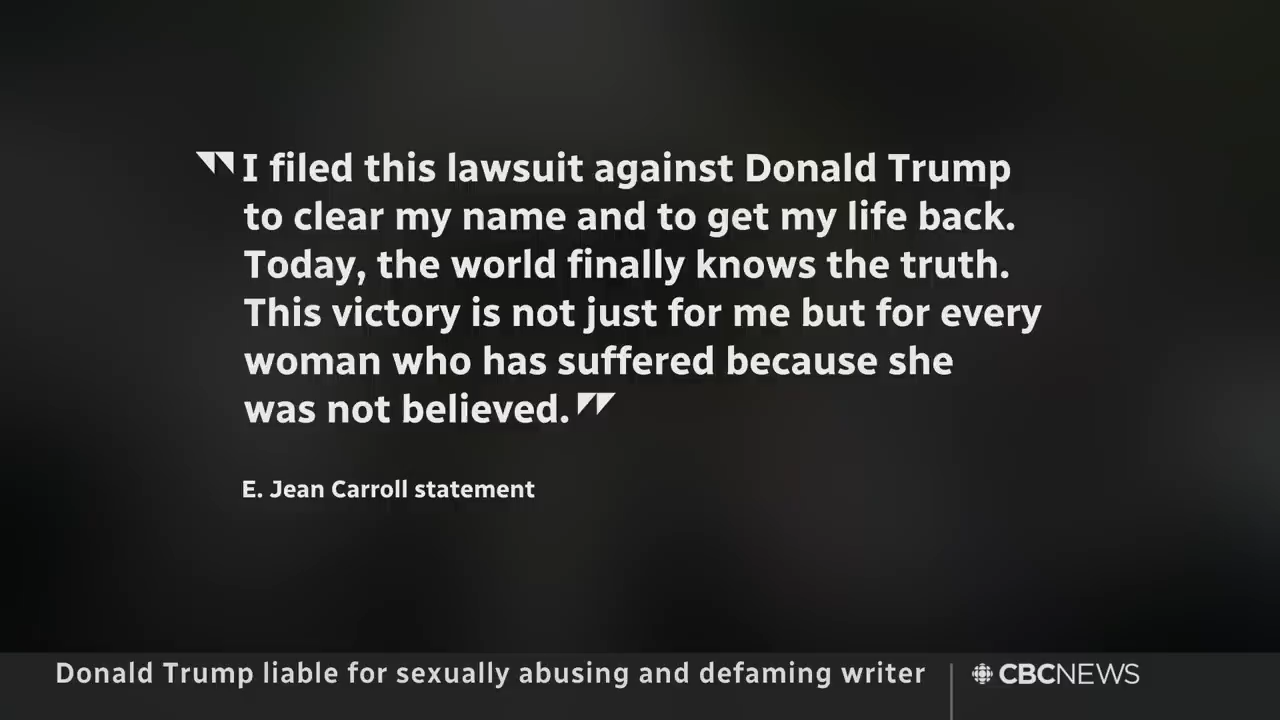 "I filed this lawsuit against Donald Trump
to clear my name and to get my life back.
Today, the world finally knows the truth.
This victory is not just for me but for every
woman who has suffered because she
was not believed."
E. Jean Carroll statement
Donald Trump liable for sexually abusing and defaming writer
CBCNEWS